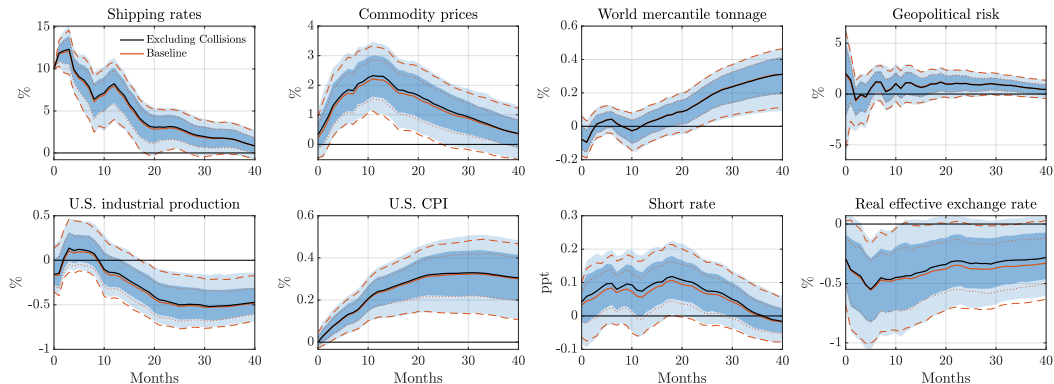 Shipping rates
Commodity prices
World mercantile tonnage
Geopolitical risk
15
10
5
0
%
0 10 20 30 40
Excluding Collisions
Baseline
4
3
2
1
0
%
0 10 20 30 40
0.6
0.4
0.2
0
-0.2
%
0 10 20 30 40
5
0
-5
%
0 10 20 30 40
U.S. industrial production
U.S. CPI
Short rate
Real effective exchange rate
0.5
0
-0.5
-1
%
0 10 20 30 40
Months
0.6
0.4
0.2
0
%
0 10 20 30 40
Months
0.3
0.2
0.1
0
-0.1
ppt
0 10 20 30 40
Months
0
-0.5
-1
%
0 10 20 30 40
Months